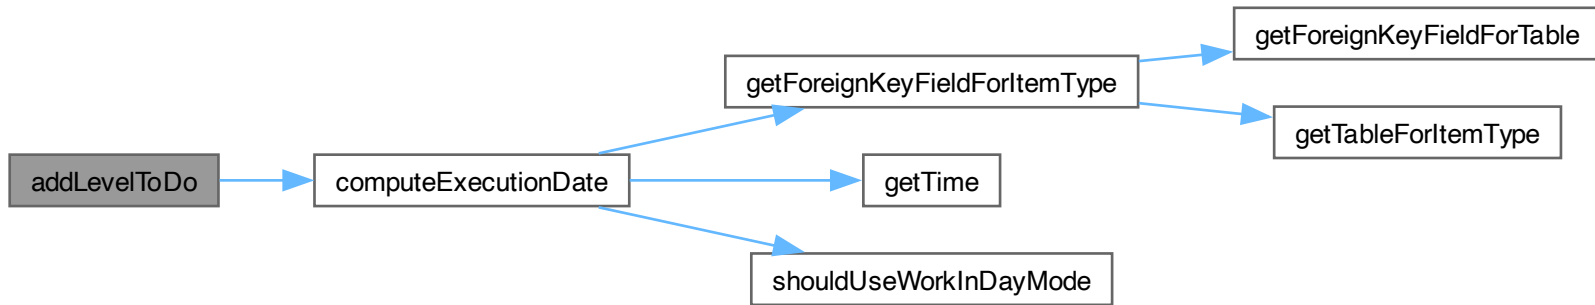 addLevelToDo
computeExecutionDate
getForeignKeyFieldForItemType
getForeignKeyFieldForTable
getTableForItemType
getTime
shouldUseWorkInDayMode